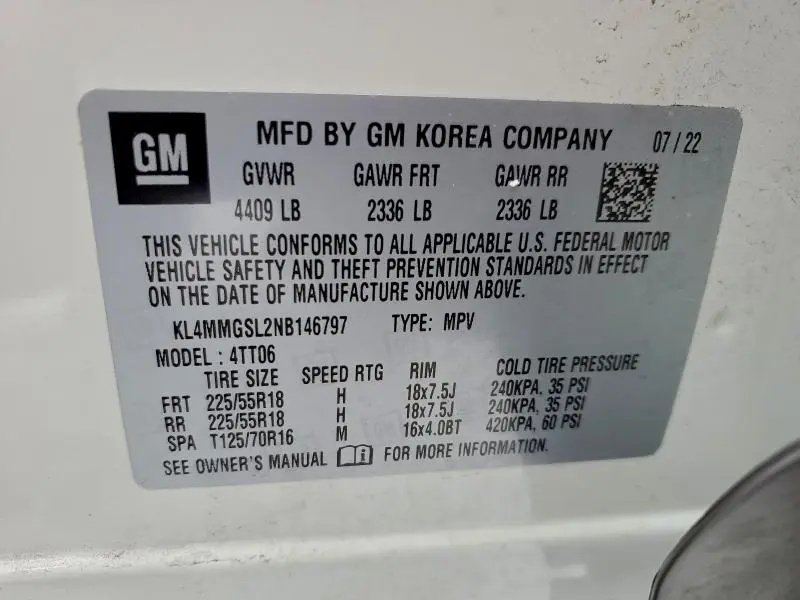 GM MFD BY GM KOREA COMPANY 07/22
GVWR GAWR FRT GAWR RR
4409 LB 2336 LB 2336 LB
THIS VEHICLE CONFORMS TO ALL APPLICABLE U.S. FEDERAL MOTOR
VEHICLE SAFETY AND THEFT PREVENTION STANDARDS IN EFFECT
ON THE DATE OF MANUFACTURE SHOWN ABOVE.
KL4MMGSL2NB146797 TYPE: MPV
MODEL : 4TT06
TIRE SIZE SPEED RTG RIM COLD TIRE PRESSURE
FRT 225/55R18 H 18x7.5J 240KPA, 35 PSI
RR 225/55R18 H 18x7.5J 240KPA, 35 PSI
SPA T125/70R16 M 16x4.0BT 420KPA, 60 PSI
SEE OWNER'S MANUAL FOR MORE INFORMATION.